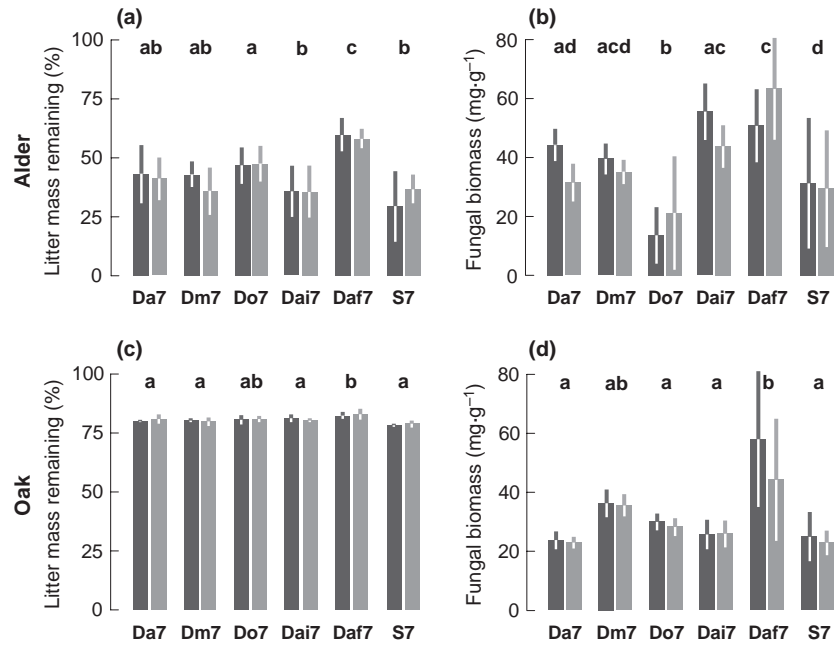 (a)
Alder
Litter mass remaining (%)
100
75
50
25
0
ab ab a b c b
Da7 Dm7 Do7 Dai7 Daf7 S7
(b)
Fungal biomass (mg·g⁻¹)
80
60
40
20
0
ad acd b ac c d
Da7 Dm7 Do7 Dai7 Daf7 S7
(c)
Oak
Litter mass remaining (%)
100
75
50
25
0
a a ab a b a
Da7 Dm7 Do7 Dai7 Daf7 S7
(d)
Fungal biomass (mg·g⁻¹)
80
60
40
20
0
a ab a a b a
Da7 Dm7 Do7 Dai7 Daf7 S7